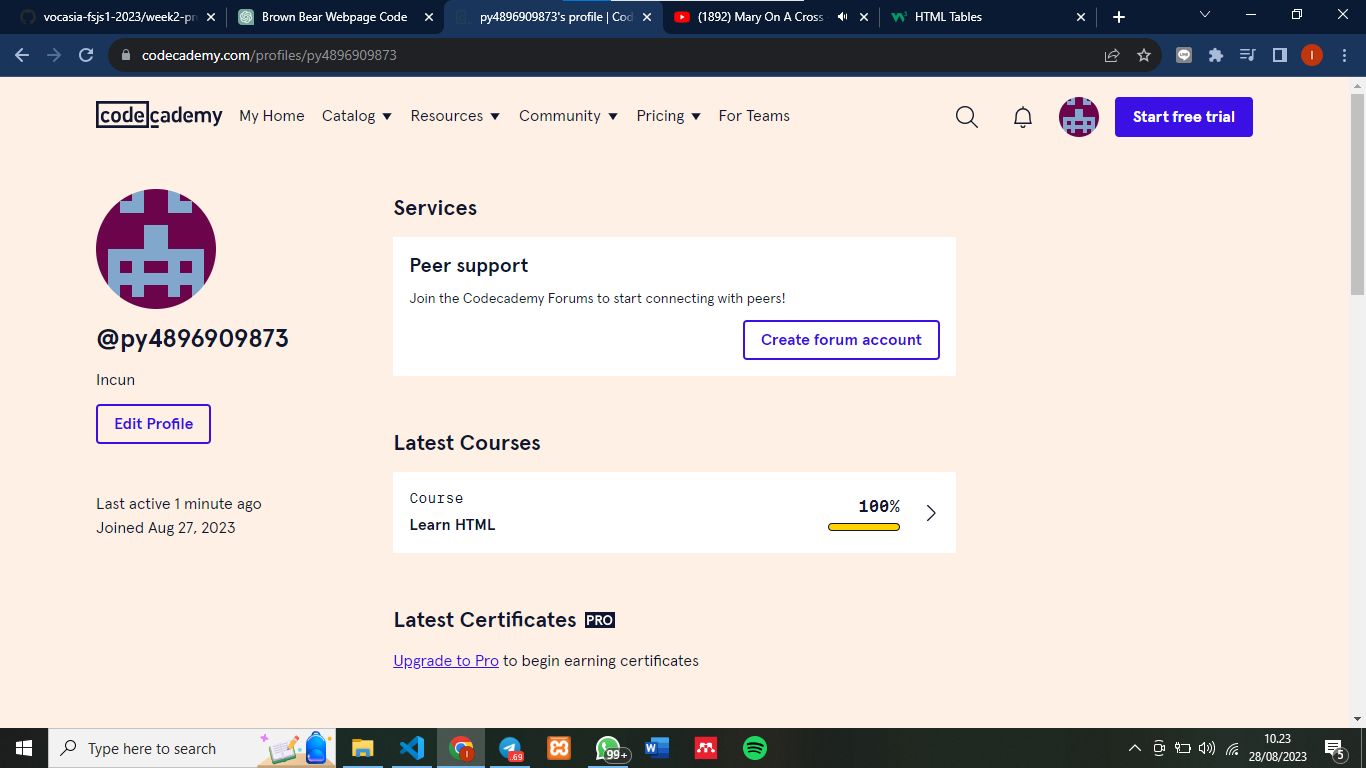 vocasia-fsjs1-2023/week2-pr
Brown Bear Webpage Code
py4896909873's profile | Cod
(1892) Mary On A Cross
HTML Tables
codecademy.com/profiles/py4896909873
I
codecademy
My Home
Catalog
Resources
Community
Pricing
For Teams
Start free trial
@py4896909873
Incun
Edit Profile
Last active 1 minute ago
Joined Aug 27, 2023
Services
Peer support
Join the Codecademy Forums to start connecting with peers!
Create forum account
Latest Courses
Course
Learn HTML
100%
Latest Certificates PRO
Upgrade to Pro to begin earning certificates
Type here to search
I
69
99+
W
10.23
28/08/2023
5